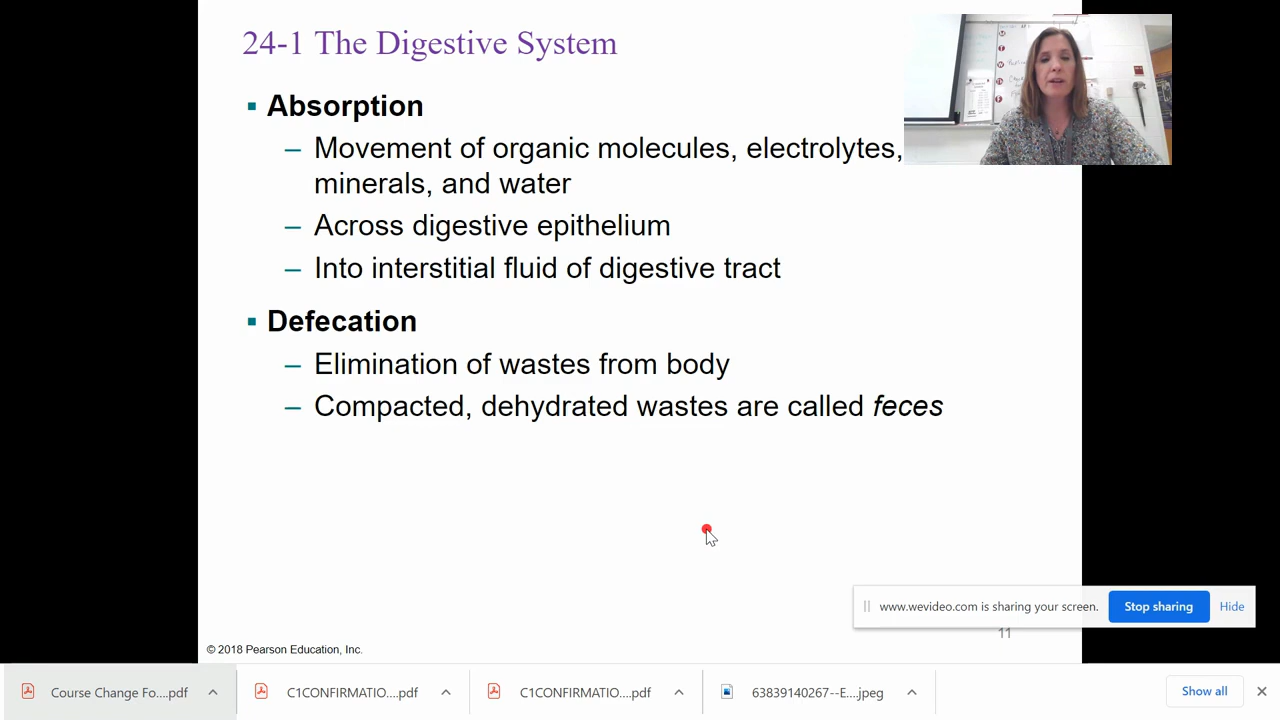 24-1 The Digestive System
▪ Absorption
– Movement of organic molecules, electrolytes,
minerals, and water
– Across digestive epithelium
– Into interstitial fluid of digestive tract
▪ Defecation
– Elimination of wastes from body
– Compacted, dehydrated wastes are called feces
M
T
W
F
|| www.wevideo.com is sharing your screen. Stop sharing Hide
11
© 2018 Pearson Education, Inc.
Course Change Fo....pdf C1CONFIRMATIO....pdf C1CONFIRMATIO....pdf 63839140267--E....jpeg Show all